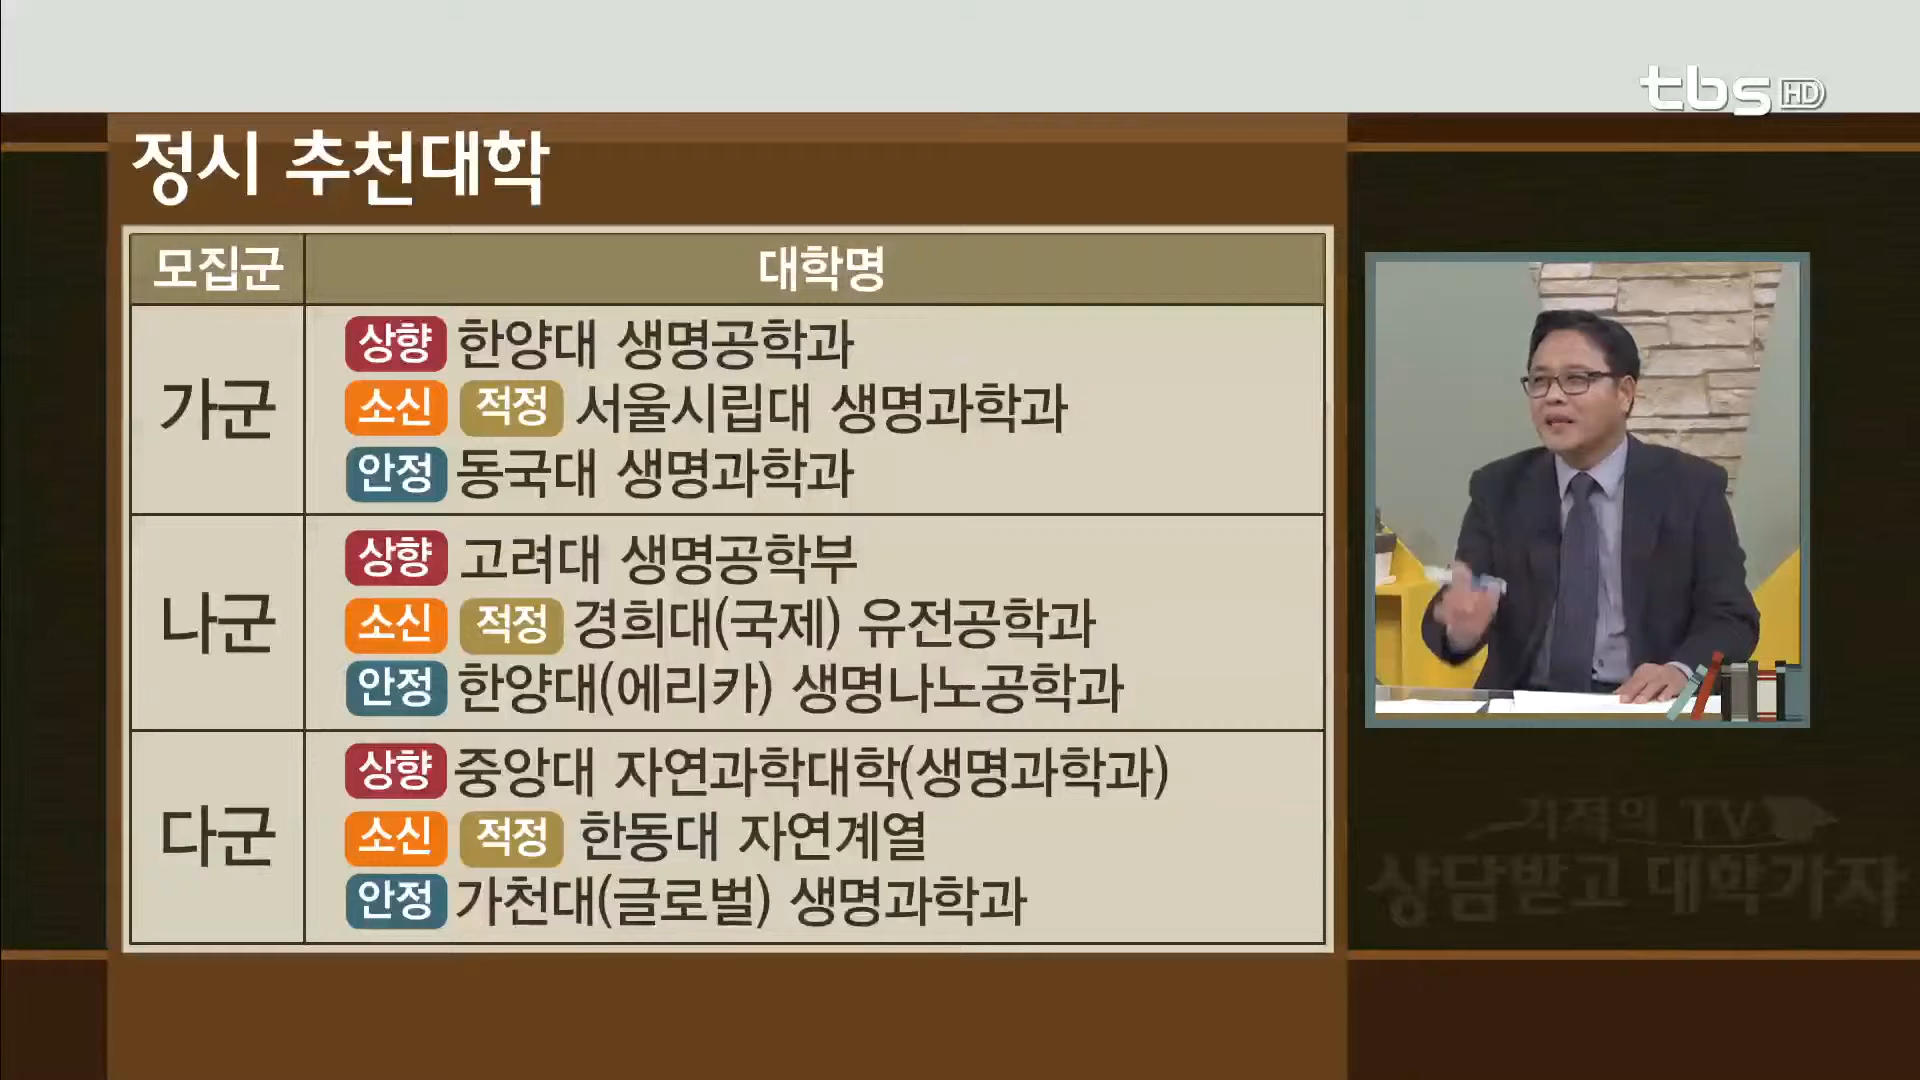 tbs HD
정시 추천대학
모집군 대학명
가군
상향 한양대 생명공학과
소신 적정 서울시립대 생명과학과
안정 동국대 생명과학과
나군
상향 고려대 생명공학부
소신 적정 경희대(국제) 유전공학과
안정 한양대(에리카) 생명나노공학과
다군
상향 중앙대 자연과학대학(생명과학과)
소신 적정 한동대 자연계열
안정 가천대(글로벌) 생명과학과
기적의 TV
상담받고 대학가자